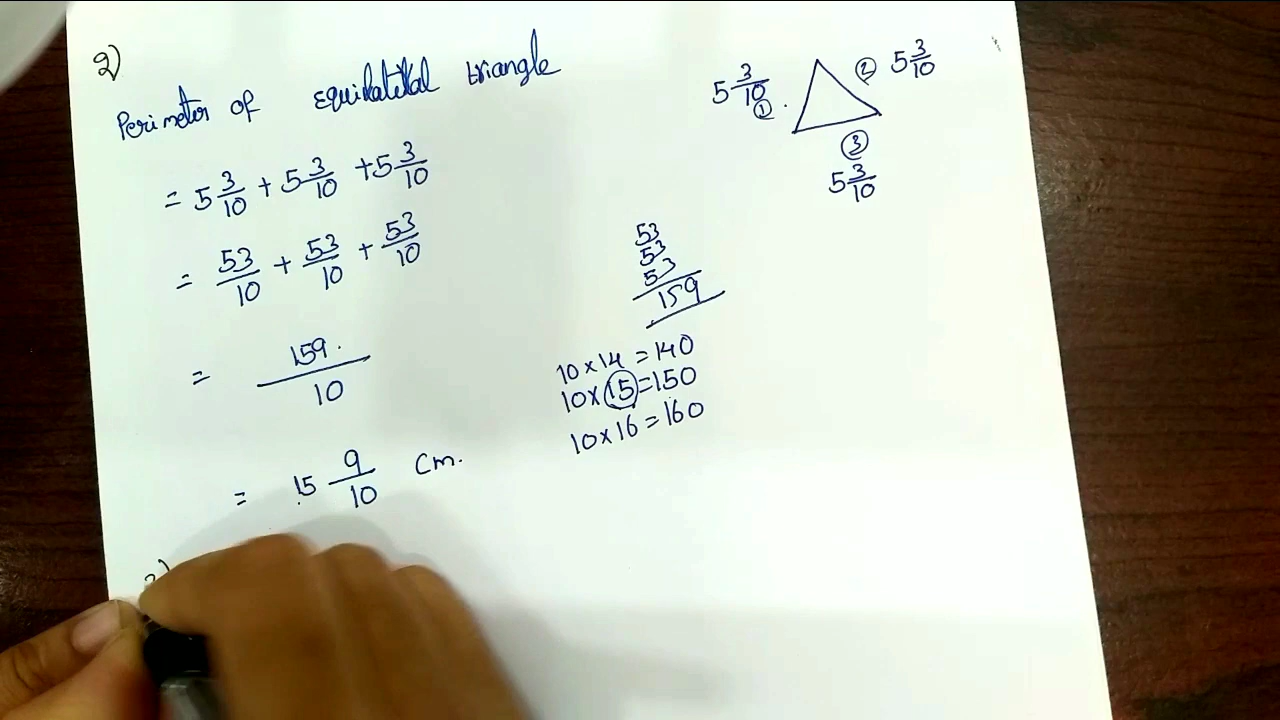 2)
Perimeter of equilatiral triangle
= 5 3/10 + 5 3/10 + 5 3/10
= 53/10 + 53/10 + 53/10
= 159/10
= 15 9/10 cm.
5 3/10 ①
② 5 3/10
③
5 3/10
53
53
53
159
10 × 14 = 140
10 × 15 = 150
10 × 16 = 160